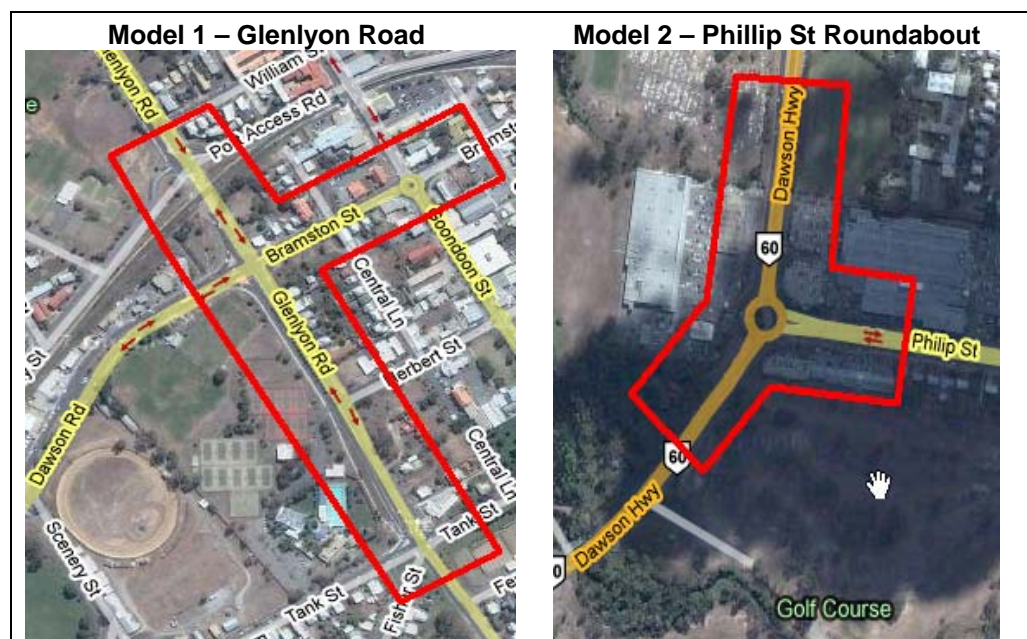 Model 1 – Glenlyon Road
Model 2 – Phillip St Roundabout
Glenlyon Rd
William St
Port Access Rd
Bramston
Bramston St
Goondoon St
Central Ln
Glenlyon Rd
Herbert St
Dawson Rd
Central Ln
Tank St
Scenery St
Tank St
Fisher St
Dawson Hwy
60
Philip St
60
Dawson Hwy
Golf Course